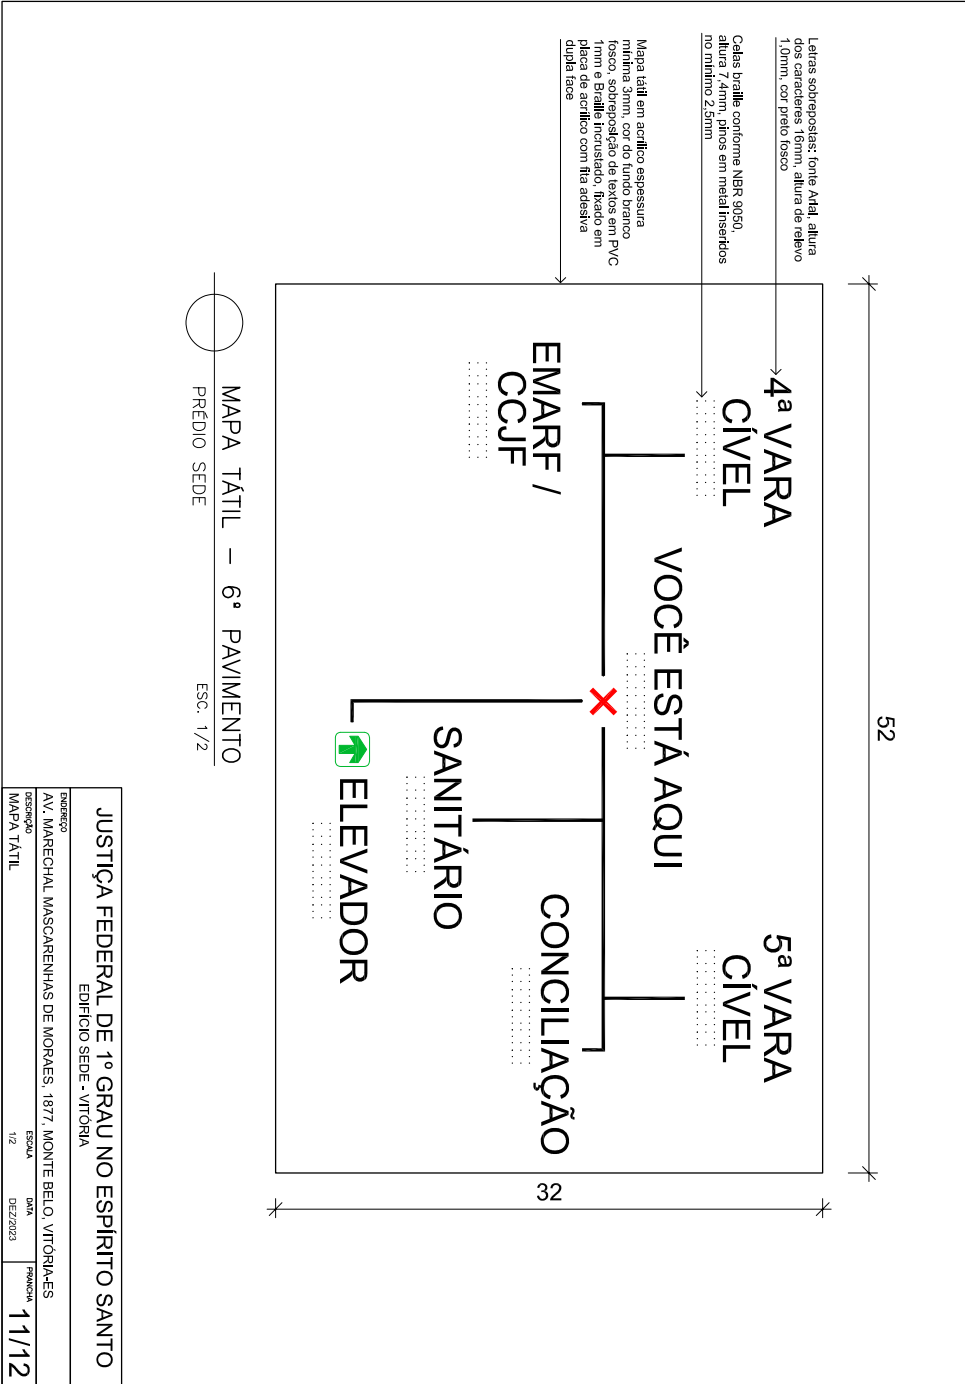 Letras sobrepostas: fonte Arial, altura
dos caracteres 16mm, altura de relevo
1,0mm, cor preto fosco
Celas braille conforme NBR 9050,
altura 7,4mm, pinos em metal inseridos
no mínimo 2,5mm
Mapa tátil em acrílico espessura
mínima 3mm, cor do fundo branco
fosco, sobreposição de textos em PVC
1mm e Braille incrustado, fixado em
placa de acrílico com fita adesiva
dupla face
52
32
4ª VARA
CÍVEL
VOCÊ ESTÁ AQUI
5ª VARA
CÍVEL
EMARF /
CCJF
CONCILIAÇÃO
SANITÁRIO
ELEVADOR
MAPA TÁTIL - 6° PAVIMENTO
PRÉDIO SEDE
ESC. 1/2
JUSTIÇA FEDERAL DE 1º GRAU NO ESPÍRITO SANTO
EDIFÍCIO SEDE - VITÓRIA
ENDEREÇO
AV. MARECHAL MASCARENHAS DE MORAES, 1877, MONTE BELO, VITÓRIA-ES
DESCRIÇÃO
MAPA TÁTIL
ESCALA
1/2
DATA
DEZ/2023
PRANCHA
11/12